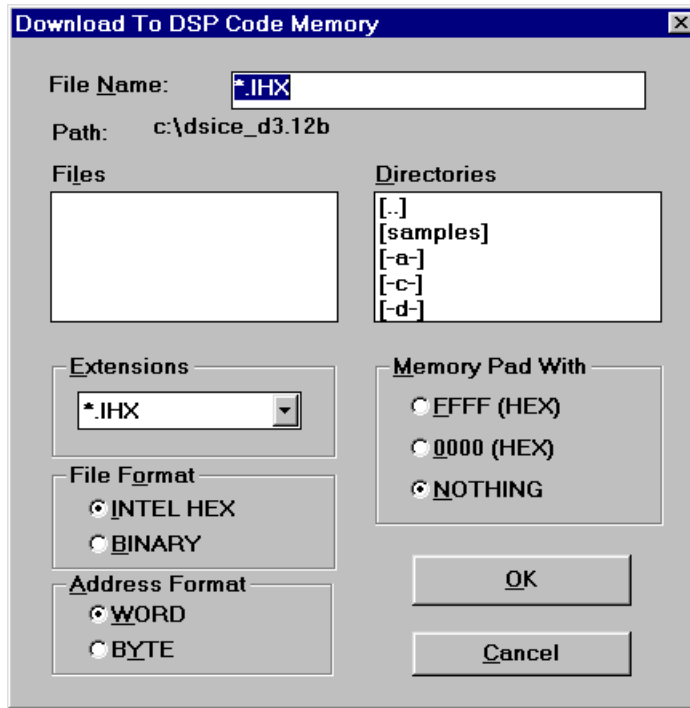 Download To DSP Code Memory
File Name: *.IHX
Path: c:\dsice_d3.12b
Files
Directories
[..]
[samples]
[-a-]
[-c-]
[-d-]
Extensions
*.IHX
Memory Pad With
FFFF (HEX)
0000 (HEX)
NOTHING
File Format
INTEL HEX
BINARY
Address Format
WORD
BYTE
OK
Cancel